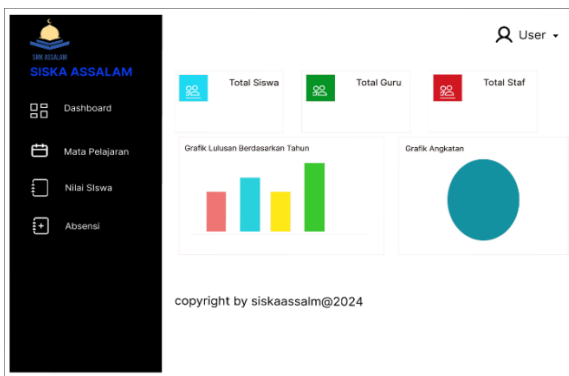 SMK ASSALAM
SISKA ASSALAM
Dashboard
Mata Pelajaran
Nilai SIswa
Absensi
User
Total Siswa
Total Guru
Total Staf
Grafik Lulusan Berdasarkan Tahun
Grafik Angkatan
copyright by siskaassalm@2024